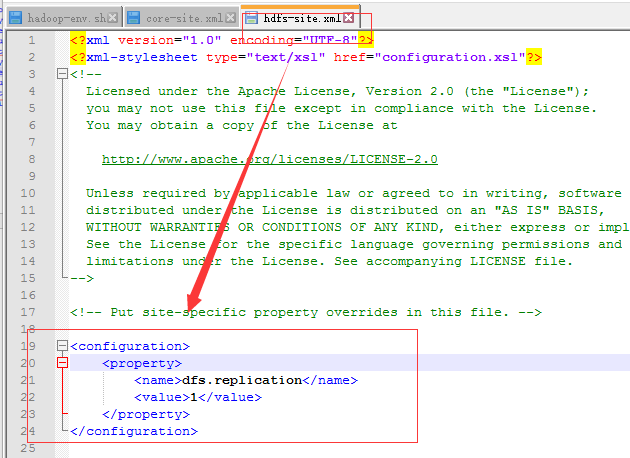 hadoop-env.sh core-site.xml hdfs-site.xml
1 <?xml version="1.0" encoding="UTF-8"?>
2 <?xml-stylesheet type="text/xsl" href="configuration.xsl"?>
3 <!--
4 Licensed under the Apache License, Version 2.0 (the "License");
5 you may not use this file except in compliance with the License.
6 You may obtain a copy of the License at
7
8 http://www.apache.org/licenses/LICENSE-2.0
9
10 Unless required by applicable law or agreed to in writing, software
11 distributed under the License is distributed on an "AS IS" BASIS,
12 WITHOUT WARRANTIES OR CONDITIONS OF ANY KIND, either express or impl
13 See the License for the specific language governing permissions and
14 limitations under the License. See accompanying LICENSE file.
15 -->
16
17 <!-- Put site-specific property overrides in this file. -->
18
19 <configuration>
20 <property>
21 <name>dfs.replication</name>
22 <value>1</value>
23 </property>
24 </configuration>
25